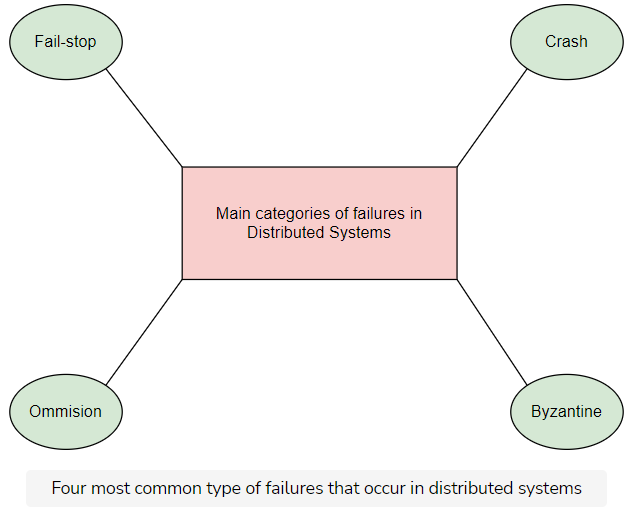 Fail-stop
Crash
Main categories of failures in
Distributed Systems
Ommision
Byzantine
Four most common type of failures that occur in distributed systems